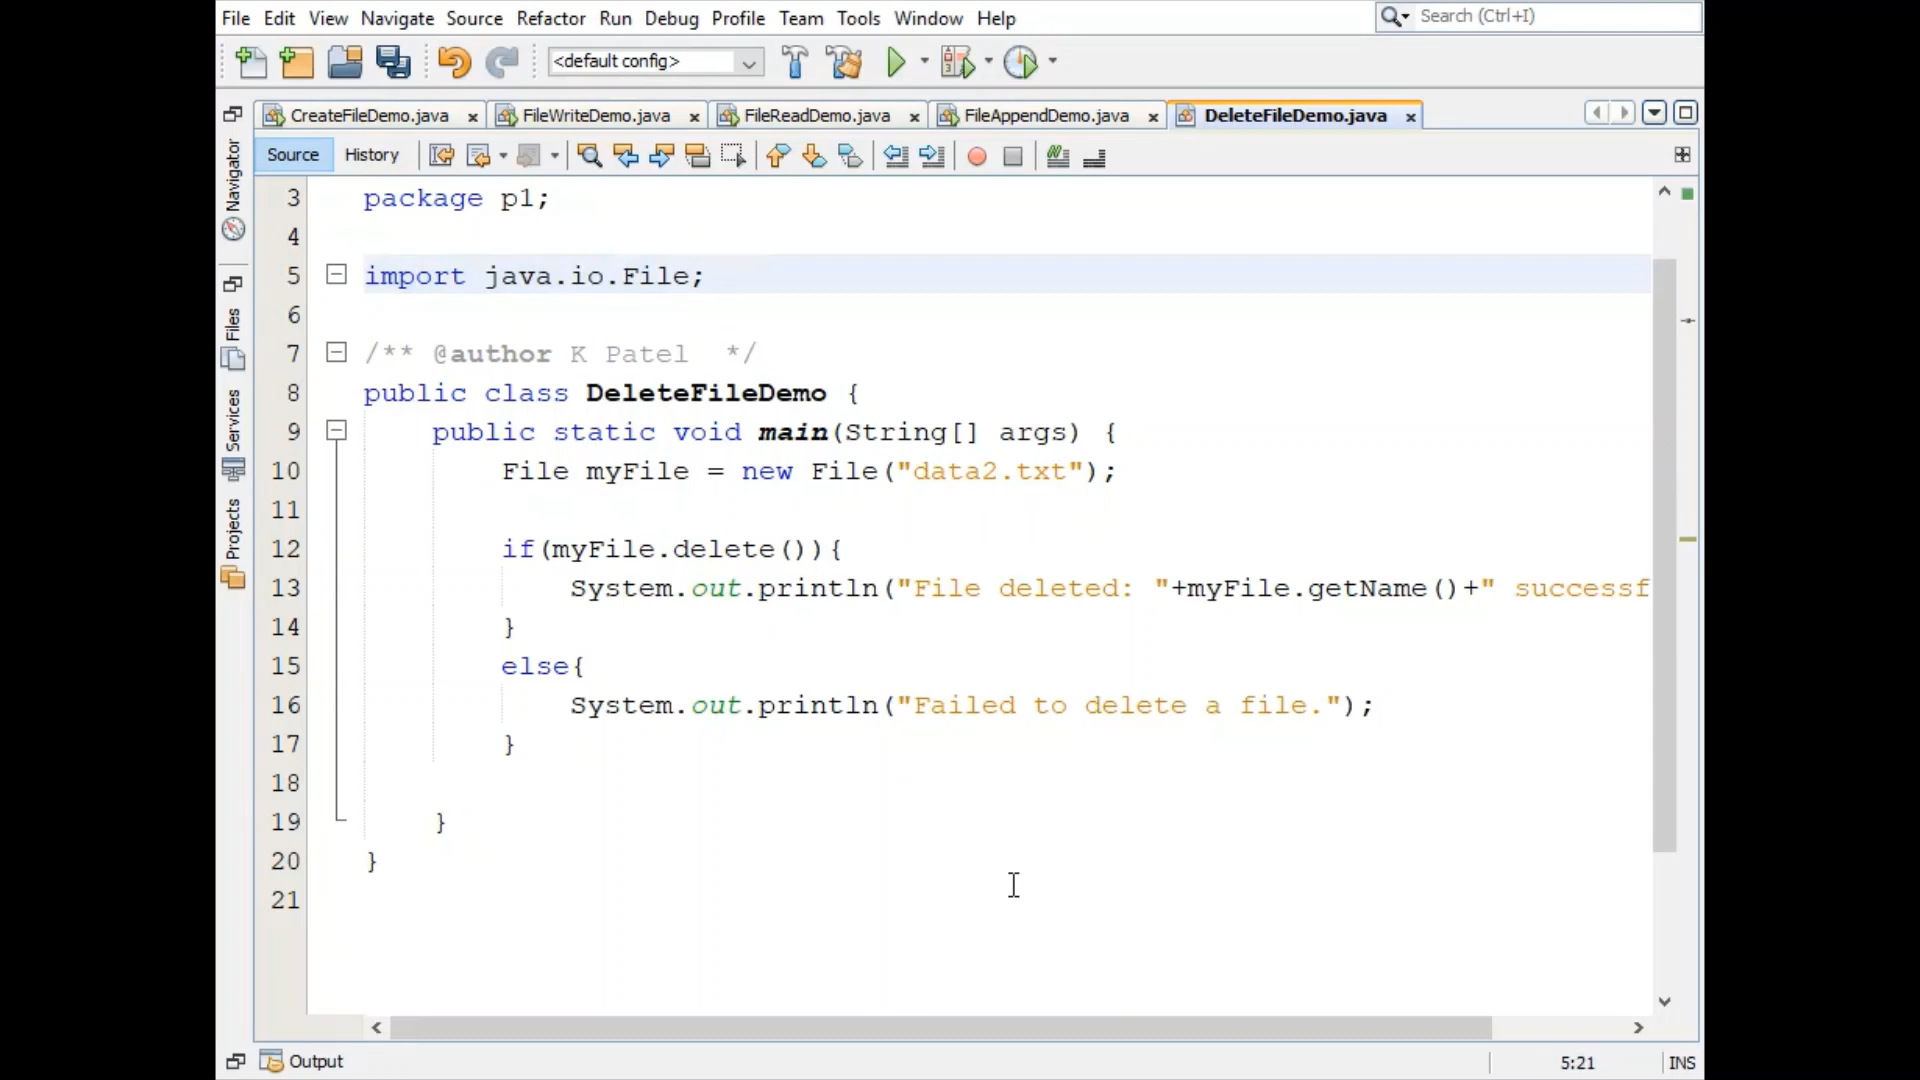 File Edit View Navigate Source Refactor Run Debug Profile Team Tools Window Help
Search (Ctrl+I)
<default config>
CreateFileDemo.java
FileWriteDemo.java
FileReadDemo.java
FileAppendDemo.java
DeleteFileDemo.java
Source History
Navigator
Files
Services
Projects
3 package p1;
4
5 import java.io.File;
6
7 /** @author K Patel */
8 public class DeleteFileDemo {
9 public static void main(String[] args) {
10 File myFile = new File("data2.txt");
11
12 if(myFile.delete()){
13 System.out.println("File deleted: "+myFile.getName()+" successf
14 }
15 else{
16 System.out.println("Failed to delete a file.");
17 }
18
19 }
20 }
21
Output
5:21
INS